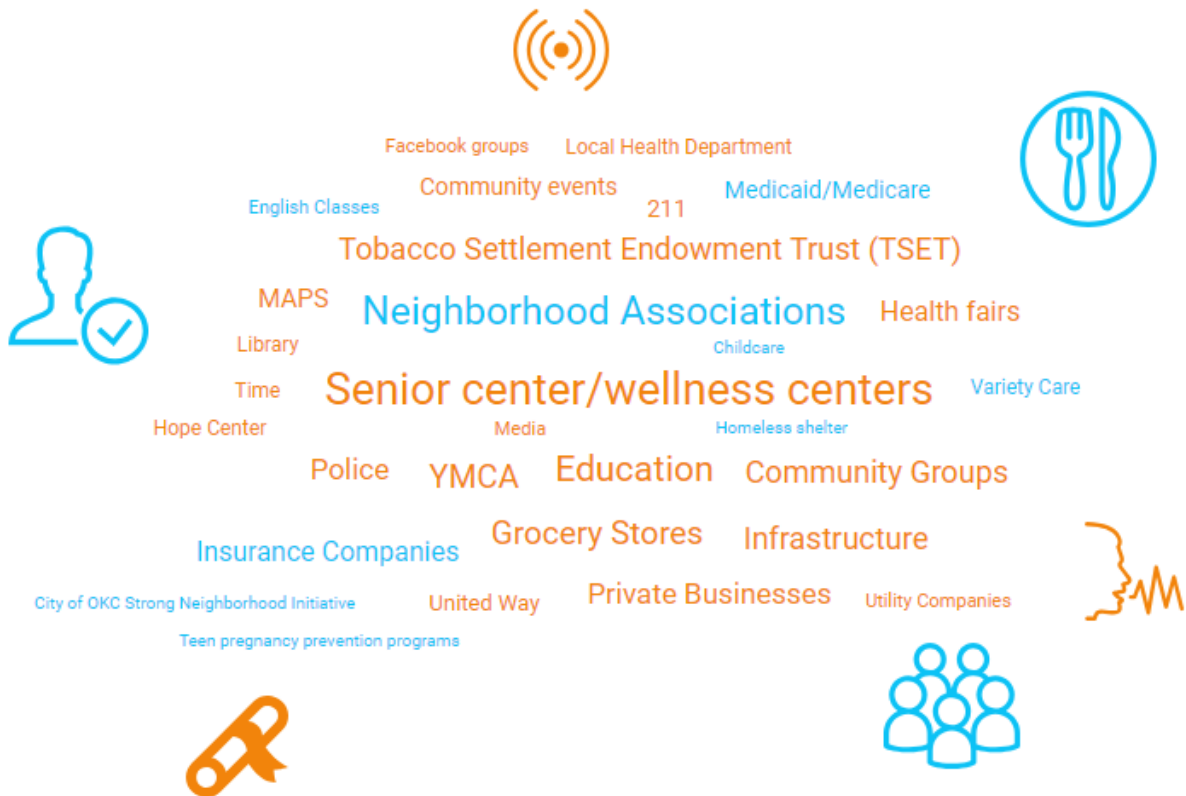 Facebook groups Local Health Department
Community events Medicaid/Medicare
English Classes 211
Tobacco Settlement Endowment Trust (TSET)
MAPS Neighborhood Associations Health fairs
Library Childcare
Time Senior center/wellness centers Variety Care
Hope Center Media Homeless shelter
Police YMCA Education Community Groups
Grocery Stores Infrastructure
Insurance Companies
City of OKC Strong Neighborhood Initiative United Way Private Businesses Utility Companies
Teen pregnancy prevention programs